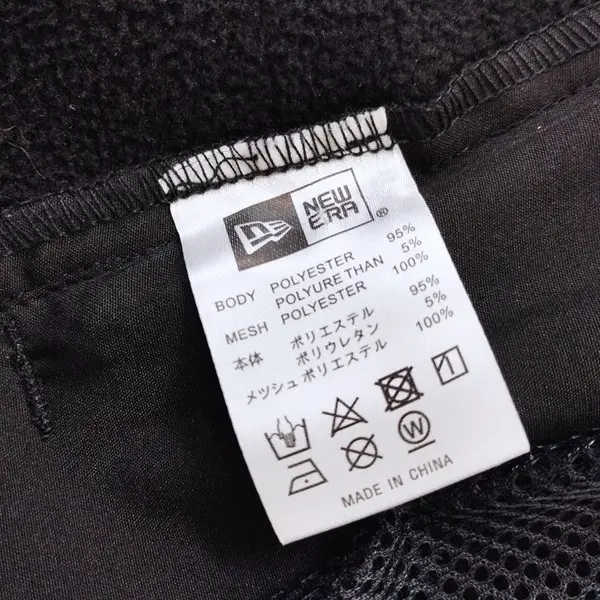 NEW
ERA
®
BODY POLYESTER 95%
POLYURE THAN 5%
MESH POLYESTER 100%
本体 ポリエステル 95%
ポリウレタン 5%
メツシュ ポリエステル 100%
W
MADE IN CHINA